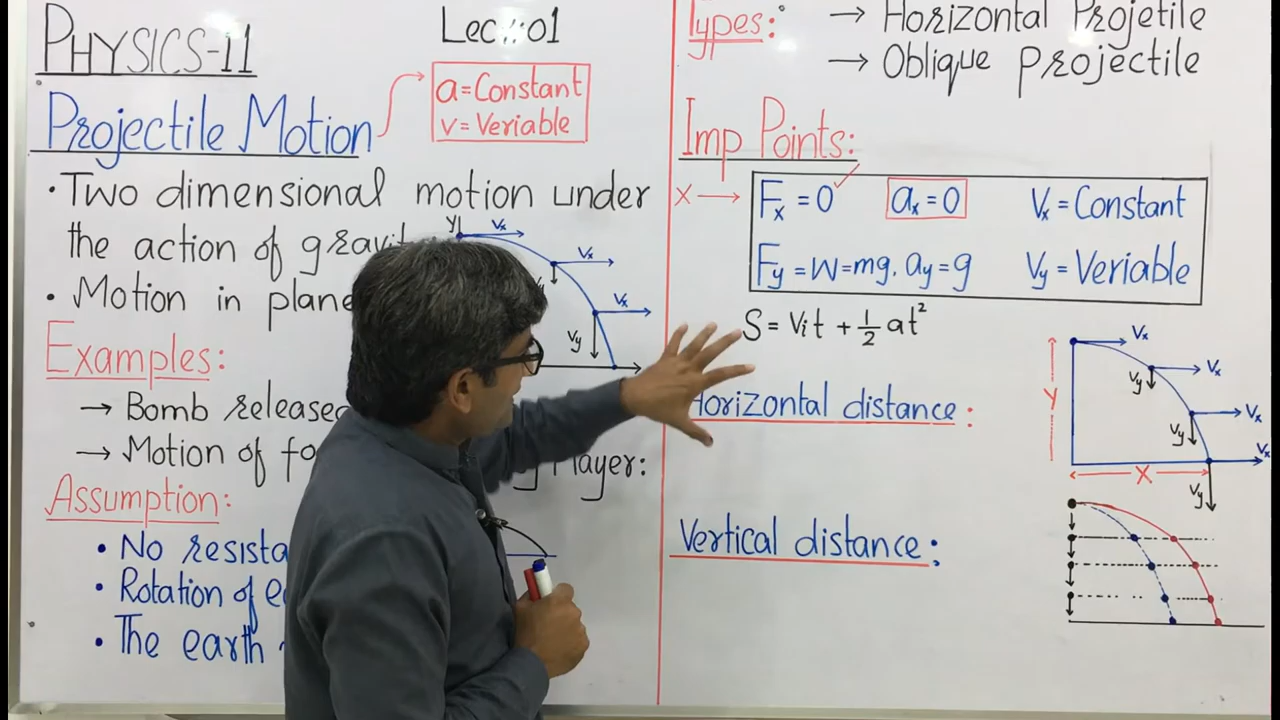 PHYSICS-11
Lec#:01
Projectile Motion
a=Constant
v=Veriable
• Two dimensional motion under
the action of
• Motion in plane
Examples:
→ Bomb released
→ Motion of
Player:
Assumption:
• No
• Rotation of
• The earth
y
Vx
Vx
Vx
Vy
Types:
→ Horizontal Projetile
→ Oblique projectile
Imp Points:
X → Fx = 0 ax = 0 Vx = Constant
Fy = W = mg, ay = g Vy = Veriable
S = Vit + 1/2 at²
Horizontal distance:
Vertical distance:
Vx
Vx
Vy
Vx
Vy
Vx
Vy
Y
X